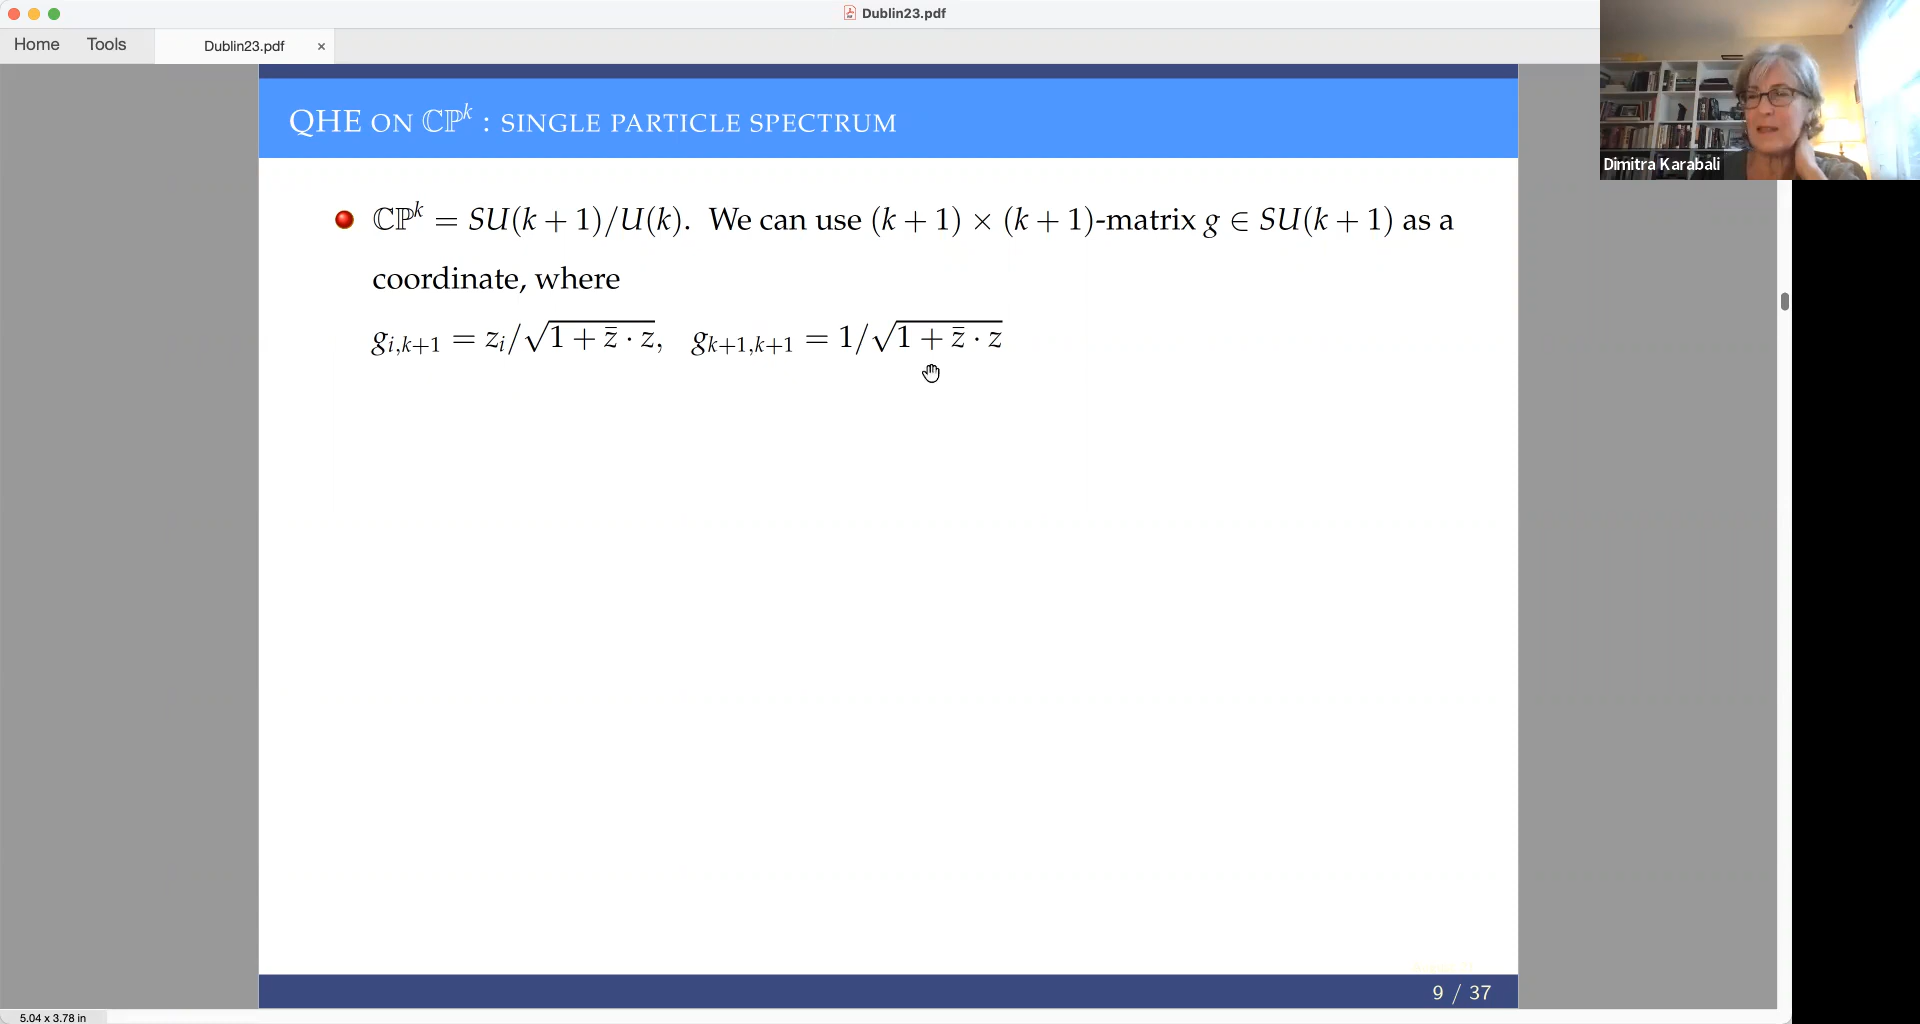 Dublin23.pdf
Home Tools Dublin23.pdf ×
Dimitra Karabali
QHE ON ℂℙ^k : SINGLE PARTICLE SPECTRUM
ℂℙ^k = SU(k + 1)/U(k). We can use (k + 1) × (k + 1)-matrix g ∈ SU(k + 1) as a
coordinate, where
g_{i,k+1} = z_i/√(1 + z̄ · z), g_{k+1,k+1} = 1/√(1 + z̄ · z)
9 / 37
5.04 x 3.78 in